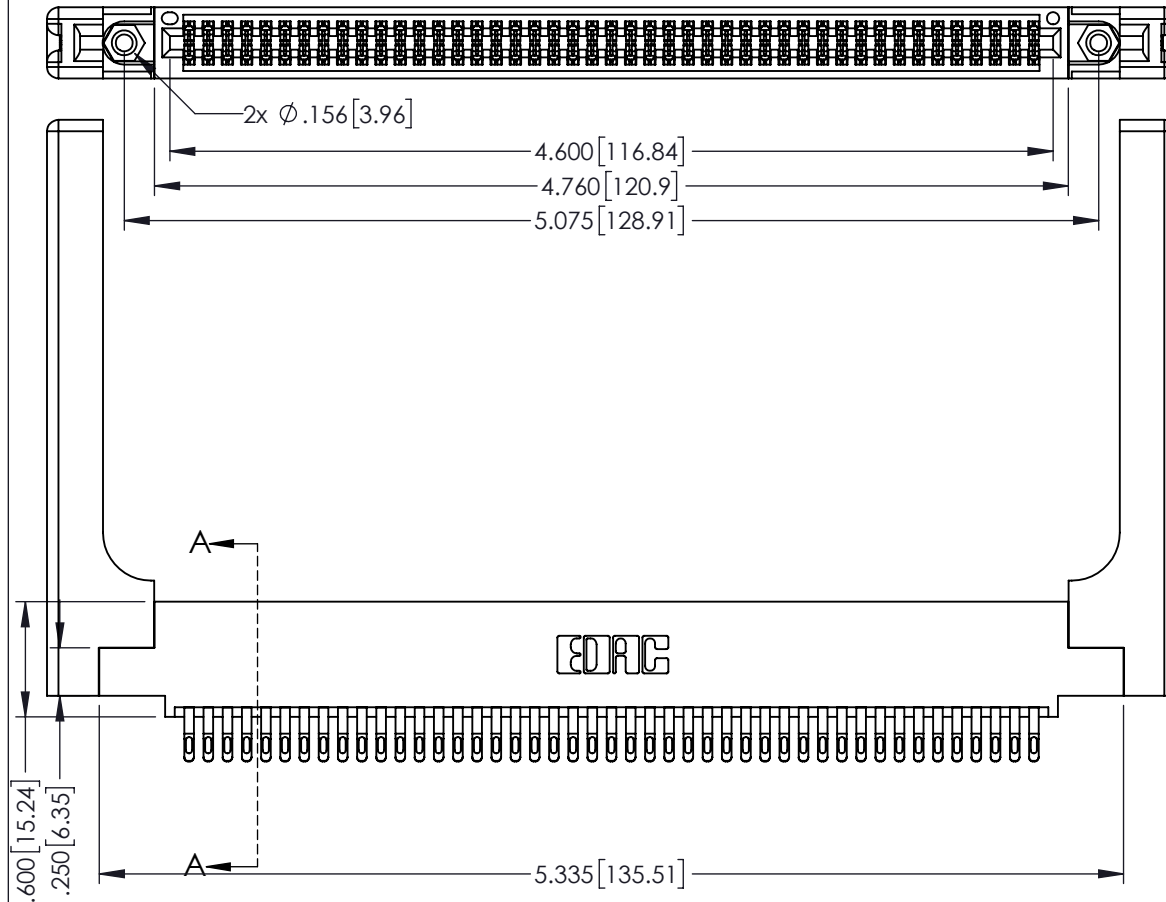 2x ⌀.156[3.96]
4.600[116.84]
4.760[120.9]
5.075[128.91]
A
EDAC
.600[15.24]
.250[6.35]
A
5.335[135.51]